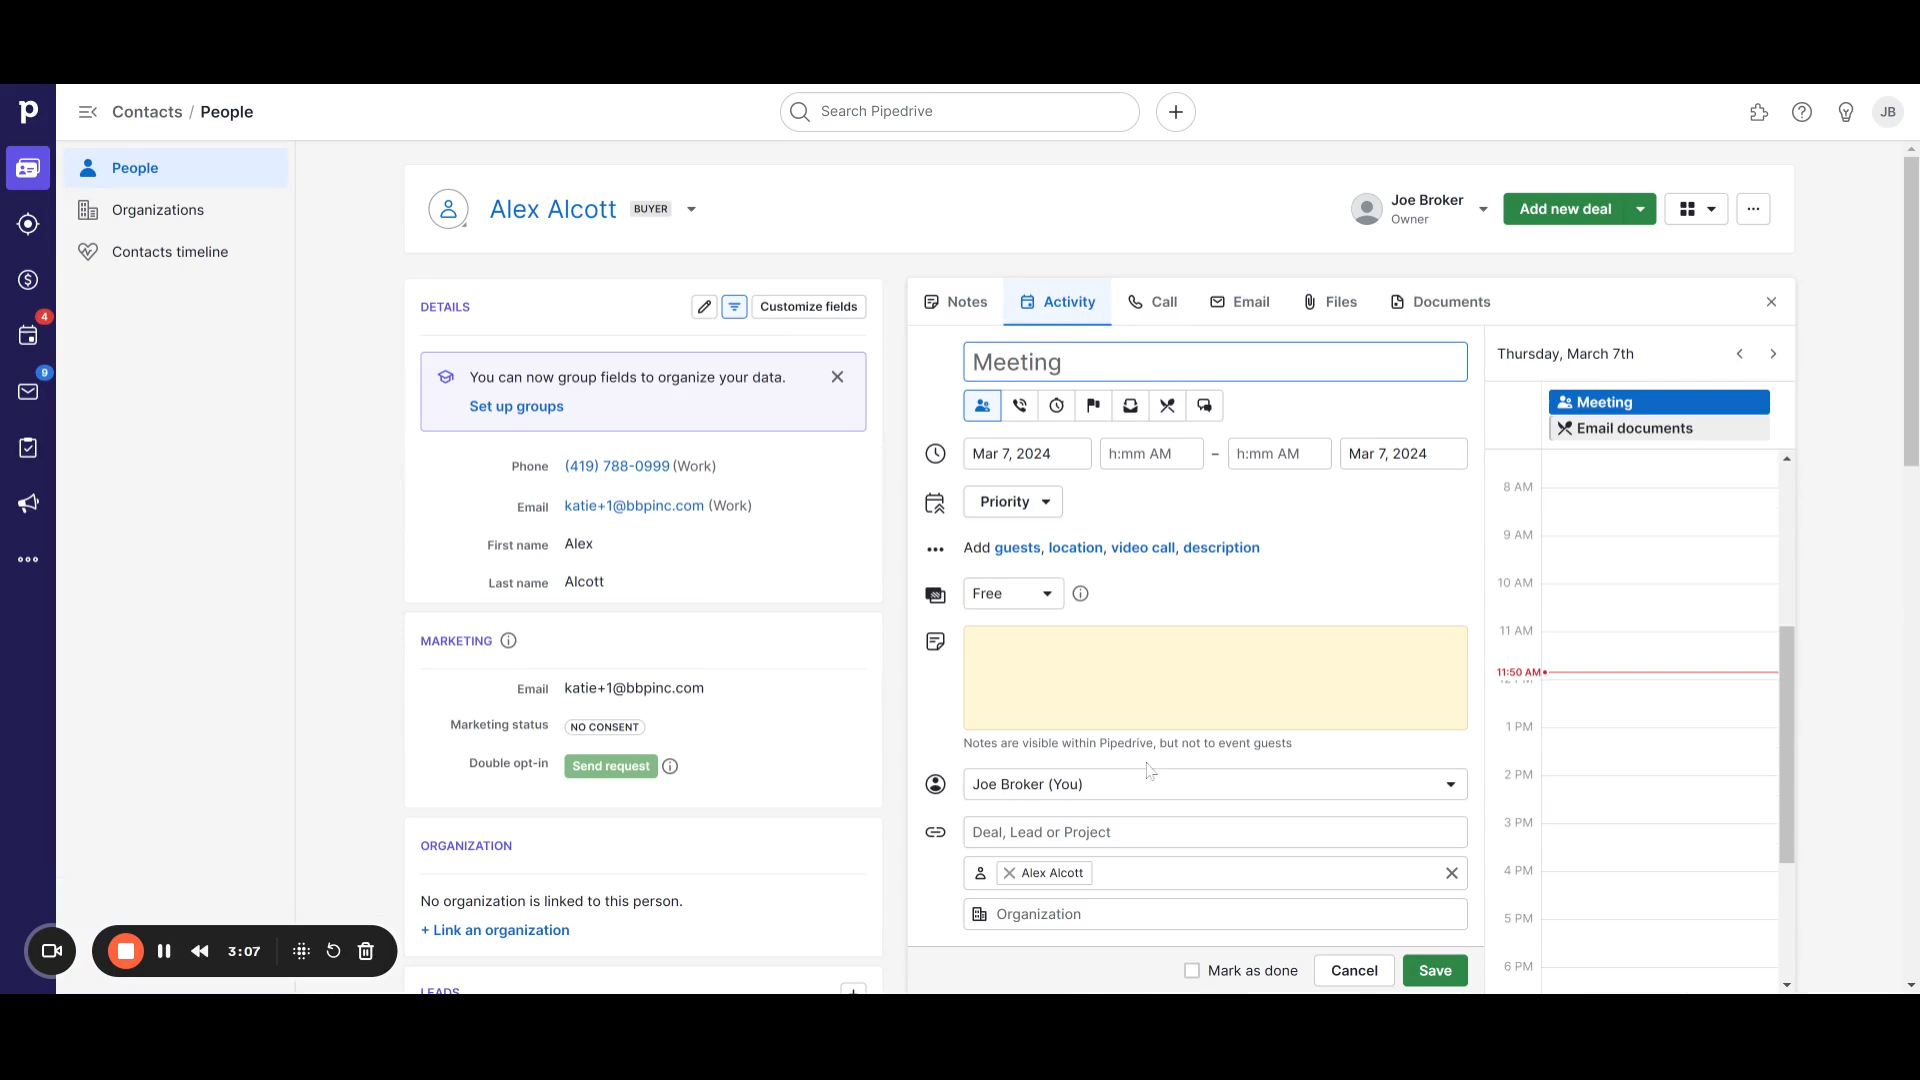 p
Contacts / People
Search Pipedrive
JB
People
Organizations
Contacts timeline
4
9
Alex Alcott
BUYER
Joe Broker
Owner
Add new deal
DETAILS
Customize fields
You can now group fields to organize your data.
Set up groups
Phone (419) 788-0999 (Work)
Email katie+1@bbpinc.com (Work)
First name Alex
Last name Alcott
MARKETING
Email katie+1@bbpinc.com
Marketing status NO CONSENT
Double opt-in Send request
ORGANIZATION
No organization is linked to this person.
+ Link an organization
LEADS
3:07
Notes
Activity
Call
Email
Files
Documents
Meeting
Mar 7, 2024 h:mm AM – h:mm AM Mar 7, 2024
Priority
Add guests, location, video call, description
Free
Notes are visible within Pipedrive, but not to event guests
Joe Broker (You)
Deal, Lead or Project
Alex Alcott
Organization
Mark as done
Cancel
Save
Thursday, March 7th
Meeting
Email documents
8 AM
9 AM
10 AM
11 AM
11:50 AM
1 PM
2 PM
3 PM
4 PM
5 PM
6 PM